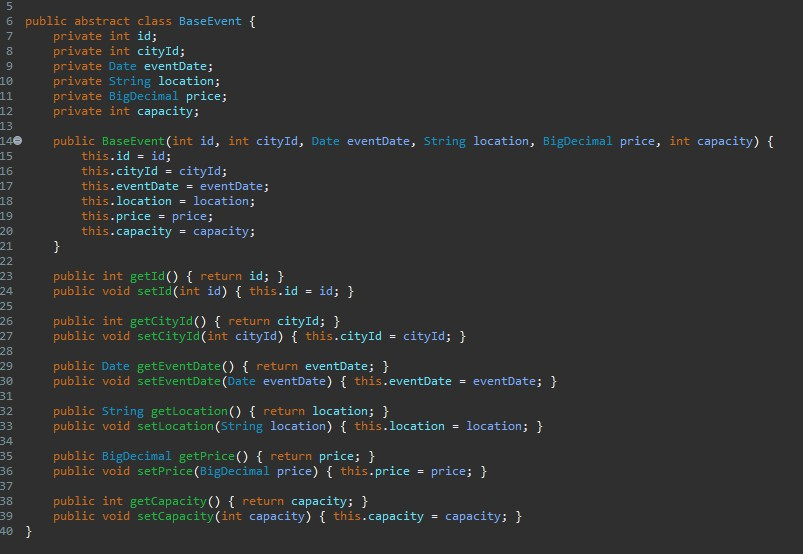 5
6 public abstract class BaseEvent {
7     private int id;
8     private int cityId;
9     private Date eventDate;
10     private String location;
11     private BigDecimal price;
12     private int capacity;
13
14     public BaseEvent(int id, int cityId, Date eventDate, String location, BigDecimal price, int capacity) {
15         this.id = id;
16         this.cityId = cityId;
17         this.eventDate = eventDate;
18         this.location = location;
19         this.price = price;
20         this.capacity = capacity;
21     }
22
23     public int getId() { return id; }
24     public void setId(int id) { this.id = id; }
25
26     public int getCityId() { return cityId; }
27     public void setCityId(int cityId) { this.cityId = cityId; }
28
29     public Date getEventDate() { return eventDate; }
30     public void setEventDate(Date eventDate) { this.eventDate = eventDate; }
31
32     public String getLocation() { return location; }
33     public void setLocation(String location) { this.location = location; }
34
35     public BigDecimal getPrice() { return price; }
36     public void setPrice(BigDecimal price) { this.price = price; }
37
38     public int getCapacity() { return capacity; }
39     public void setCapacity(int capacity) { this.capacity = capacity; }
40 }